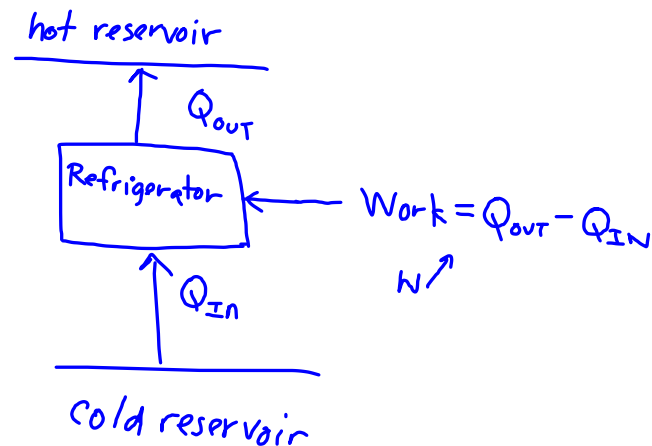 hot reservoir
QOUT
Refrigerator
Work = QOUT - QIN
W
QIn
cold reservoir